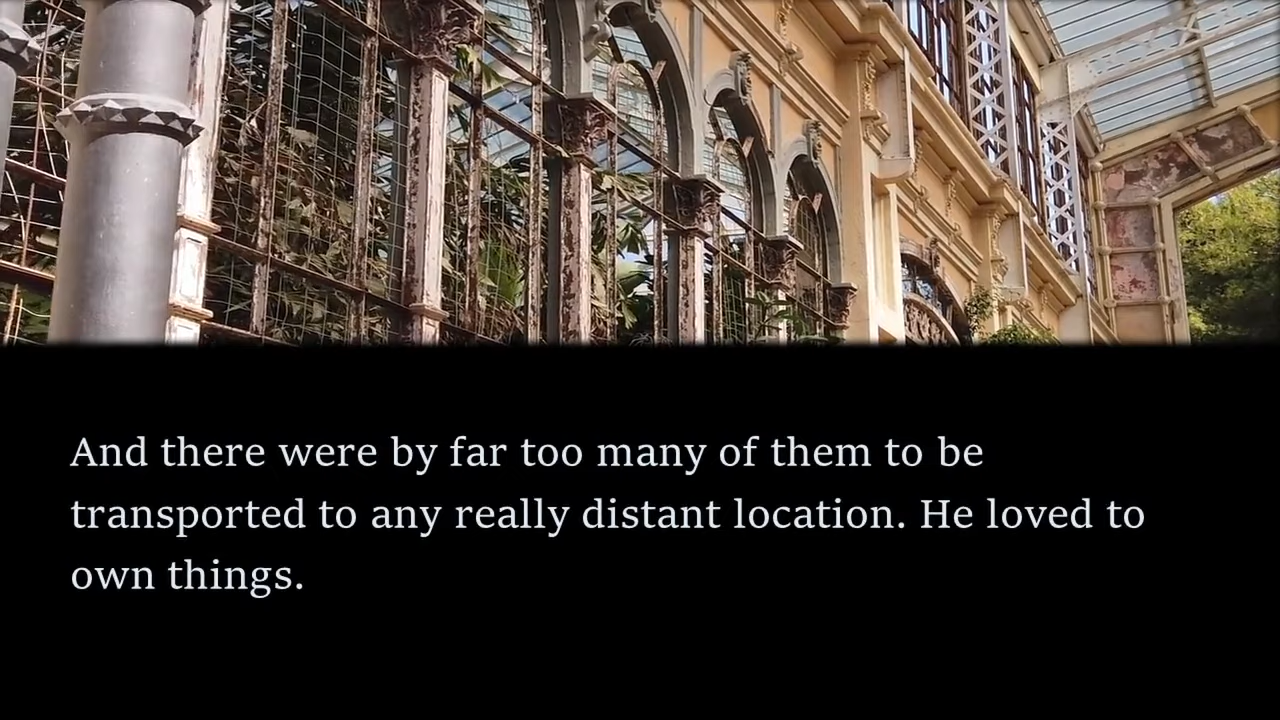 And there were by far too many of them to be
transported to any really distant location. He loved to
own things.